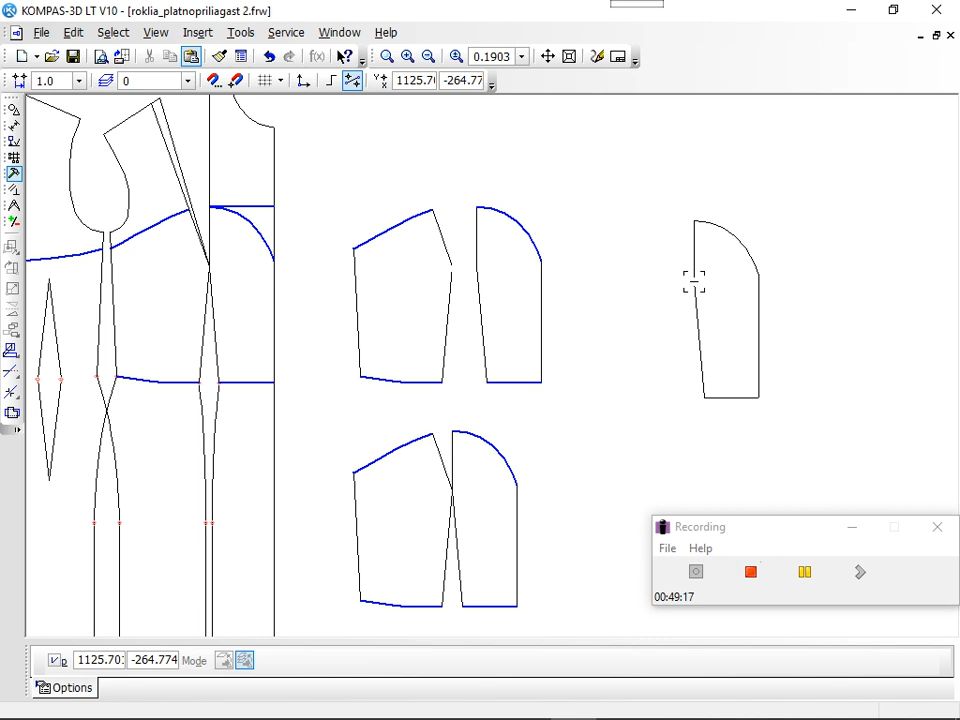 KOMPAS-3D LT V10 - [roklia_platnopriliagast 2.frw]
File Edit Select View Insert Tools Service Window Help
0.1903
1.0 0 1125.70 -264.77
Recording
File Help
00:49:17
1125.701 -264.774 Mode
Options